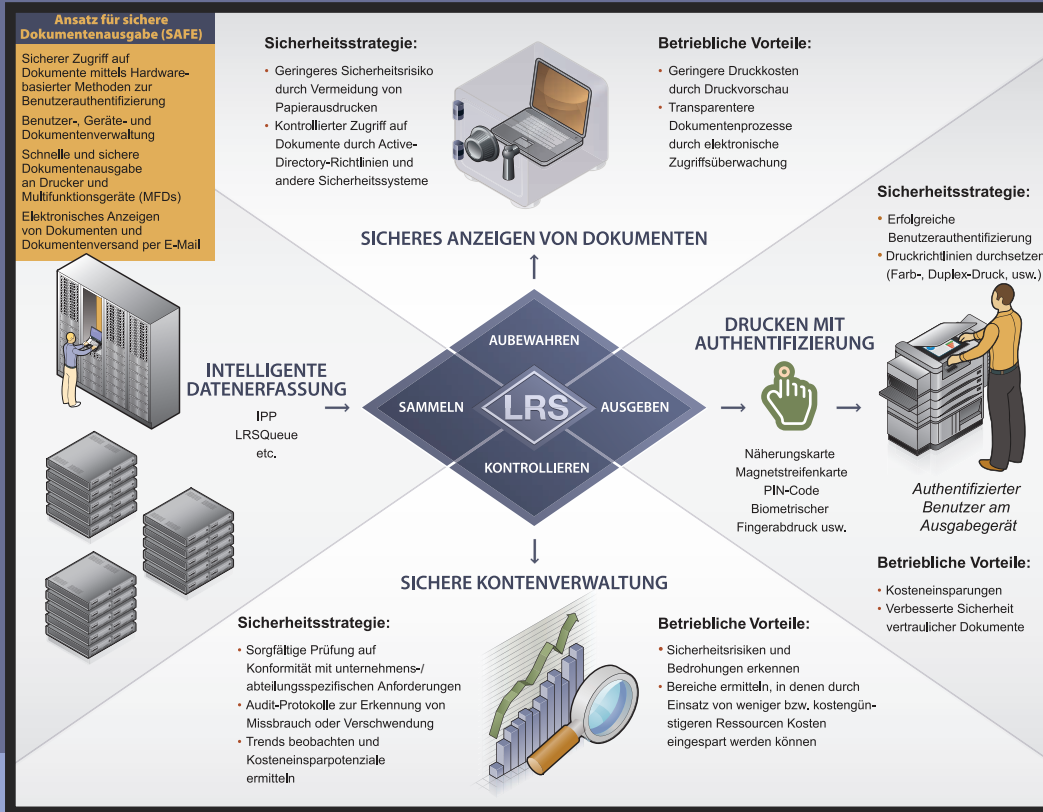 Ansatz für sichere
Dokumentenausgabe (SAFE)
Sicherer Zugriff auf
Dokumente mittels Hardware-
basierter Methoden zur
Benutzerauthentifizierung
Benutzer-, Geräte- und
Dokumentenverwaltung
Schnelle und sichere
Dokumentenausgabe
an Drucker und
Multifunktionsgeräte (MFDs)
Elektronisches Anzeigen
von Dokumenten und
Dokumentenversand per E-Mail
Sicherheitsstrategie:
• Geringeres Sicherheitsrisiko
durch Vermeidung von
Papierausdrucken
• Kontrollierter Zugriff auf
Dokumente durch Active-
Directory-Richtlinien und
andere Sicherheitssysteme
Betriebliche Vorteile:
• Geringere Druckkosten
durch Druckvorschau
• Transparentere
Dokumentenprozesse
durch elektronische
Zugriffsüberwachung
SICHERES ANZEIGEN VON DOKUMENTEN
Sicherheitsstrategie:
• Erfolgreiche
Benutzerauthentifizierung
• Druckrichtlinien durchsetzen
(Farb-, Duplex-Druck, usw.)
INTELLIGENTE
DATENERFASSUNG
IPP
LRSQueue
etc.
AUBEWAHREN
SAMMELN
LRS
AUSGEBEN
KONTROLLIEREN
DRUCKEN MIT
AUTHENTIFIZIERUNG
Näherungskarte
Magnetstreifenkarte
PIN-Code
Biometrischer
Fingerabdruck usw.
Authentifizierter
Benutzer am
Ausgabegerät
Betriebliche Vorteile:
• Kosteneinsparungen
• Verbesserte Sicherheit
vertraulicher Dokumente
SICHERE KONTENVERWALTUNG
Sicherheitsstrategie:
• Sorgfältige Prüfung auf
Konformität mit unternehmens-/
abteilungsspezifischen Anforderungen
• Audit-Protokolle zur Erkennung von
Missbrauch oder Verschwendung
• Trends beobachten und
Kosteneinsparpotenziale
ermitteln
Betriebliche Vorteile:
• Sicherheitsrisiken und
Bedrohungen erkennen
• Bereiche ermitteln, in denen durch
Einsatz von weniger bzw. kostengün-
stigeren Ressourcen Kosten
eingespart werden können